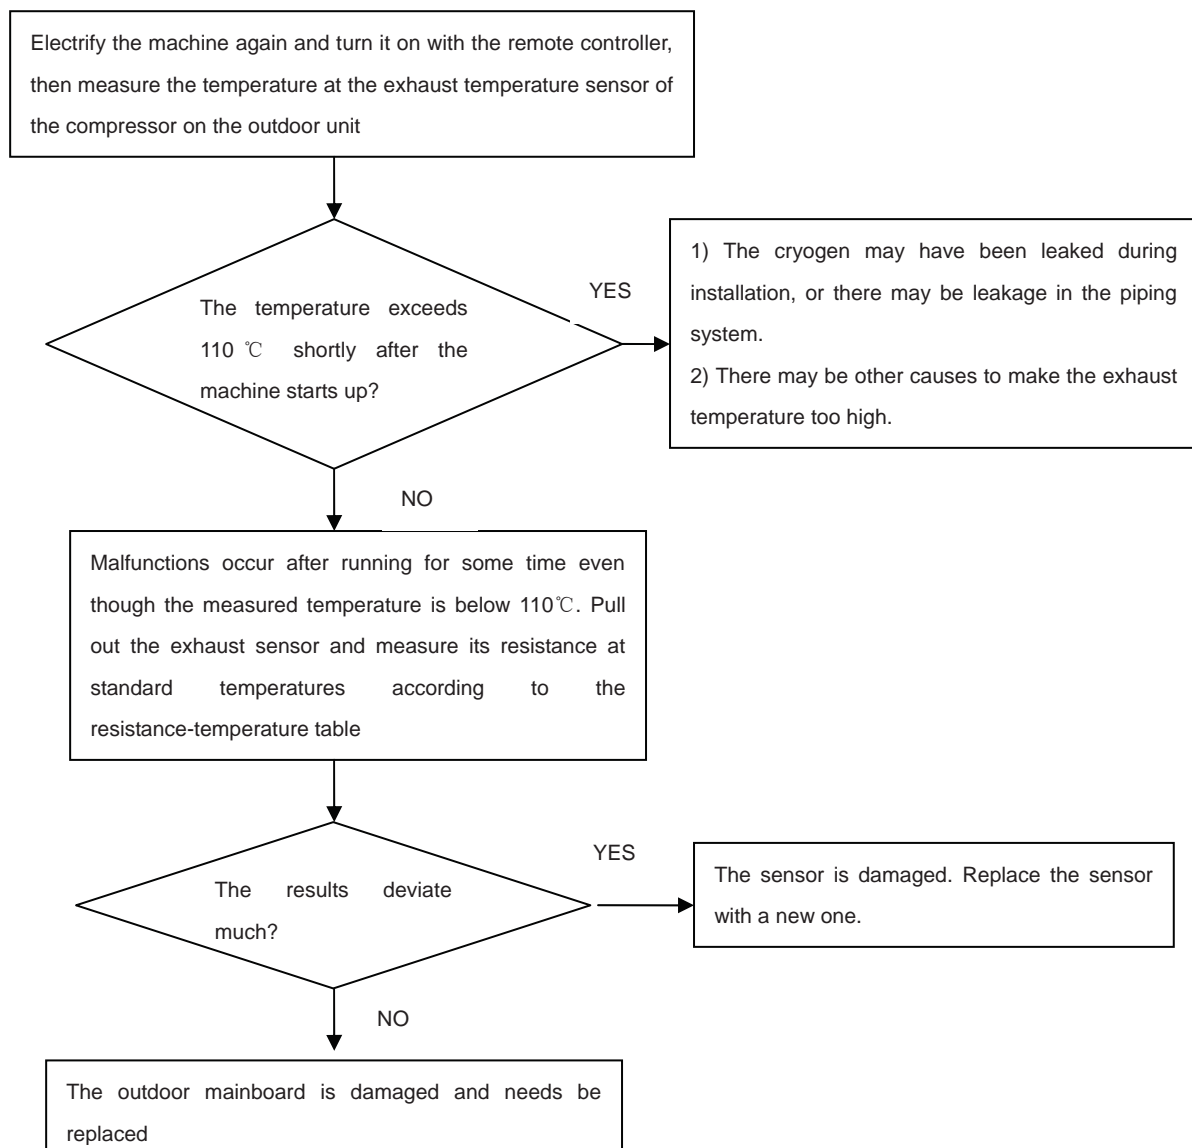 Electrify the machine again and turn it on with the remote controller,
then measure the temperature at the exhaust temperature sensor of
the compressor on the outdoor unit
The temperature exceeds
110 ℃ shortly after the
machine starts up?
YES
1) The cryogen may have been leaked during
installation, or there may be leakage in the piping
system.
2) There may be other causes to make the exhaust
temperature too high.
NO
Malfunctions occur after running for some time even
though the measured temperature is below 110℃. Pull
out the exhaust sensor and measure its resistance at
standard temperatures according to the
resistance-temperature table
The results deviate
much?
YES
The sensor is damaged. Replace the sensor
with a new one.
NO
The outdoor mainboard is damaged and needs be
replaced